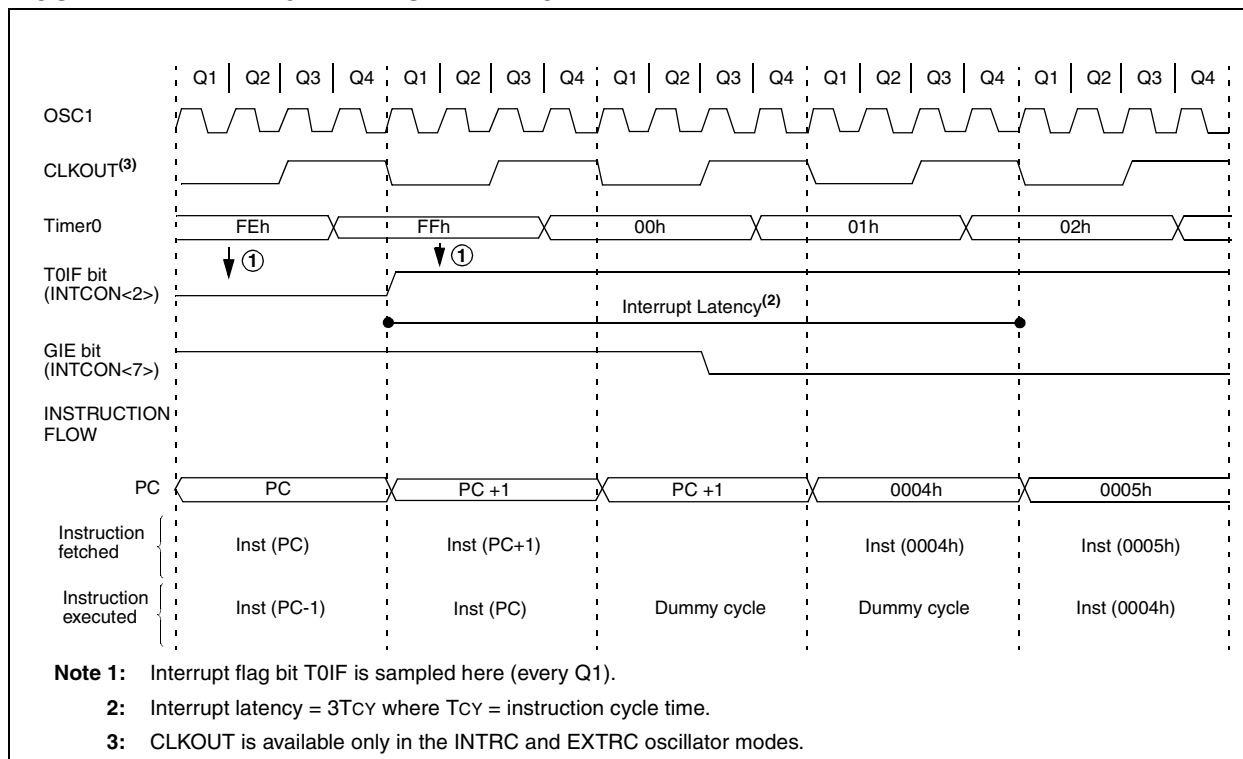 Q1 Q2 Q3 Q4 Q1 Q2 Q3 Q4 Q1 Q2 Q3 Q4 Q1 Q2 Q3 Q4 Q1 Q2 Q3 Q4
OSC1
CLKOUT(3)
Timer0 FEh FFh 00h 01h 02h
1 1
T0IF bit
(INTCON<2>)
Interrupt Latency(2)
GIE bit
(INTCON<7>)
INSTRUCTION
FLOW
PC PC PC +1 PC +1 0004h 0005h
Instruction
fetched
Inst (PC) Inst (PC+1) Inst (0004h) Inst (0005h)
Instruction
executed
Inst (PC-1) Inst (PC) Dummy cycle Dummy cycle Inst (0004h)
Note 1: Interrupt flag bit T0IF is sampled here (every Q1).
2: Interrupt latency = 3TCY where TCY = instruction cycle time.
3: CLKOUT is available only in the INTRC and EXTRC oscillator modes.